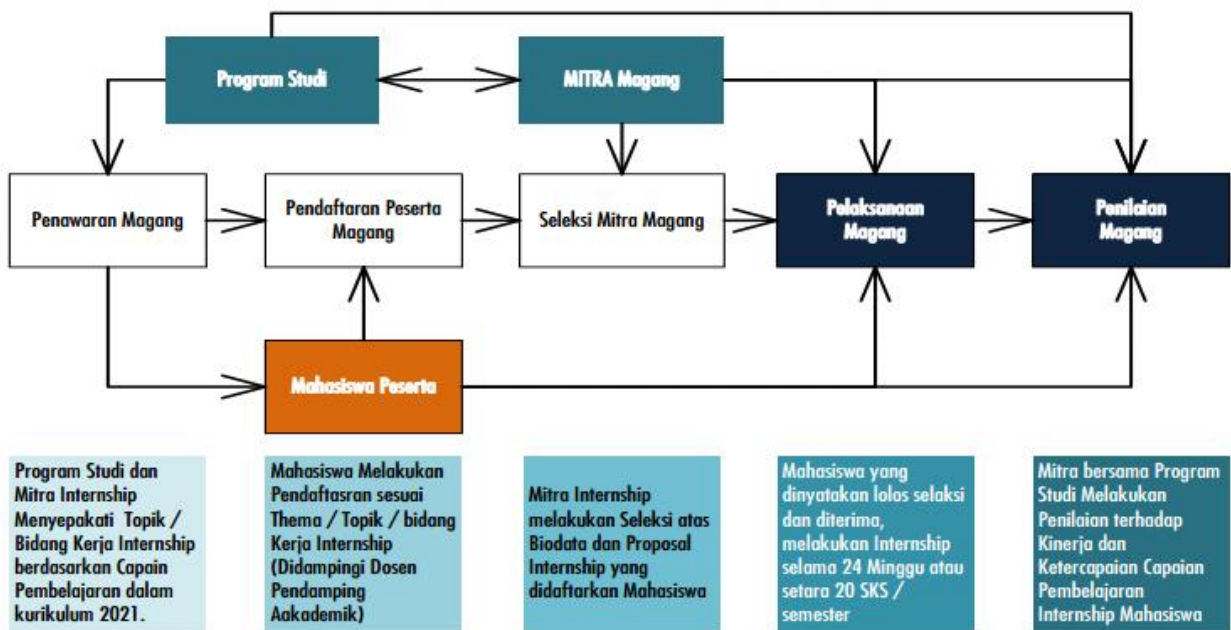 Program Studi
MITRA Magang
Penawaran Magang
Pendaftaran Peserta
Magang
Seleksi Mitra Magang
Pelaksanaan
Magang
Penilaian
Magang
Mahasiswa Peserta
Program Studi dan
Mitra Internship
Menyepakati Topik /
Bidang Kerja Internship
berdasarkan Capain
Pembelajaran dalam
kurikulum 2021.
Mahasiswa Melakukan
Pendaftasran sesuai
Thema / Topik / bidang
Kerja Internship
(Didampingi Dosen
Pendamping
Aakademik)
Mitra Internship
melakukan Seleksi atas
Biodata dan Proposal
Internship yang
didaftarkan Mahasiswa
Mahasiswa yang
dinyatakan lolos selaksi
dan diterima,
melakukan Internship
selama 24 Minggu atau
setara 20 SKS /
semester
Mitra bersama Program
Studi Melakukan
Penilaian terhadap
Kinerja dan
Ketercapaian Capaian
Pembelajaran
Internship Mahasiswa